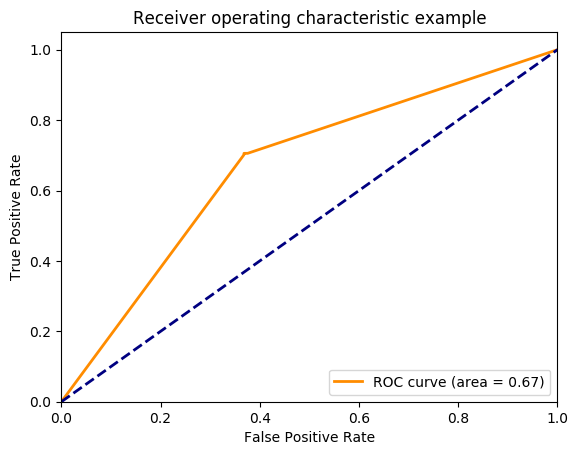 Receiver operating characteristic example
True Positive Rate
1.0
0.8
0.6
0.4
0.2
0.0
ROC curve (area = 0.67)
0.0 0.2 0.4 0.6 0.8 1.0
False Positive Rate